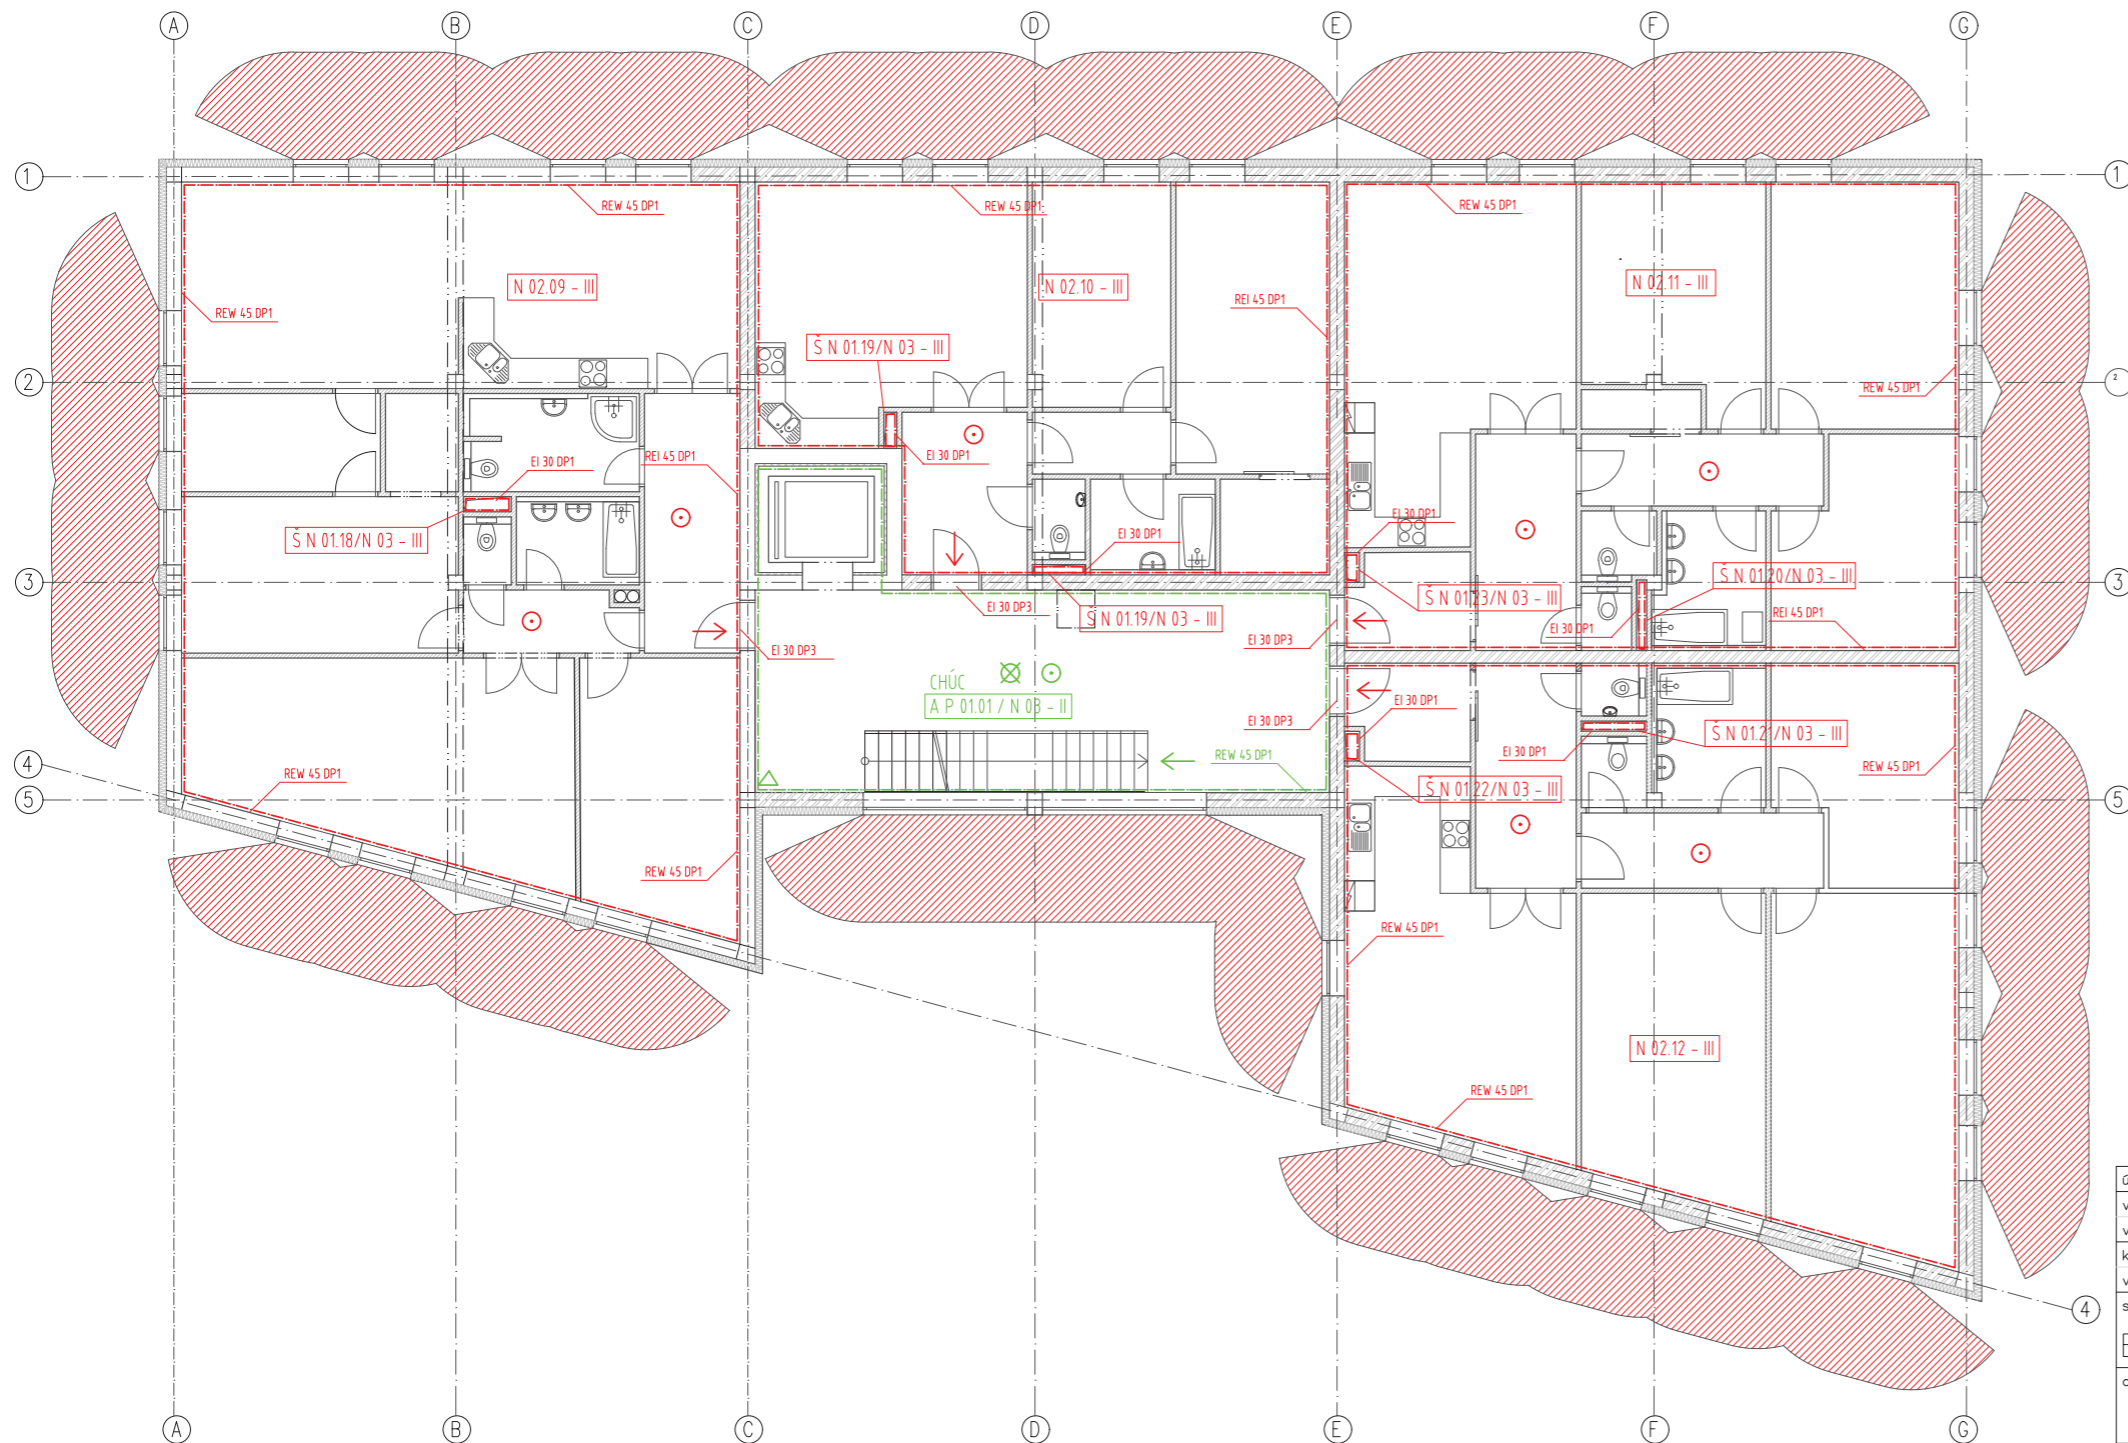 A B C D E F G
1 1
REW 45 DP1
REW 45 DP1
REW 45 DP1
N 02.09 - III
N 02.10 - III
N 02.11 - III
REW 45 DP1
REI 45 DP1
Š N 01.19/N 03 - III
2 2
REW 45 DP1
EI 30 DP1
EI 30 DP1
REI 45 DP1
EI 30 DP1
Š N 01.18/N 03 - III
EI 30 DP1
3 3
Š N 01.20/N 03 - III
Š N 01.23/N 03 - III
EI 30 DP3
Š N 01.19/N 03 - III
REI 45 DP1
EI 30 DP1
EI 30 DP3
EI 30 DP3
CHÚC
A P 01.01 / N 03 - II
EI 30 DP1
EI 30 DP3
Š N 01.21/N 03 - III
EI 30 DP1
4
REW 45 DP1
REW 45 DP1
REW 45 DP1
Š N 01.22/N 03 - III
5 5
REW 45 DP1
REW 45 DP1
N 02.12 - III
REW 45 DP1
4
v
v
k
v
s
A B C D E F G